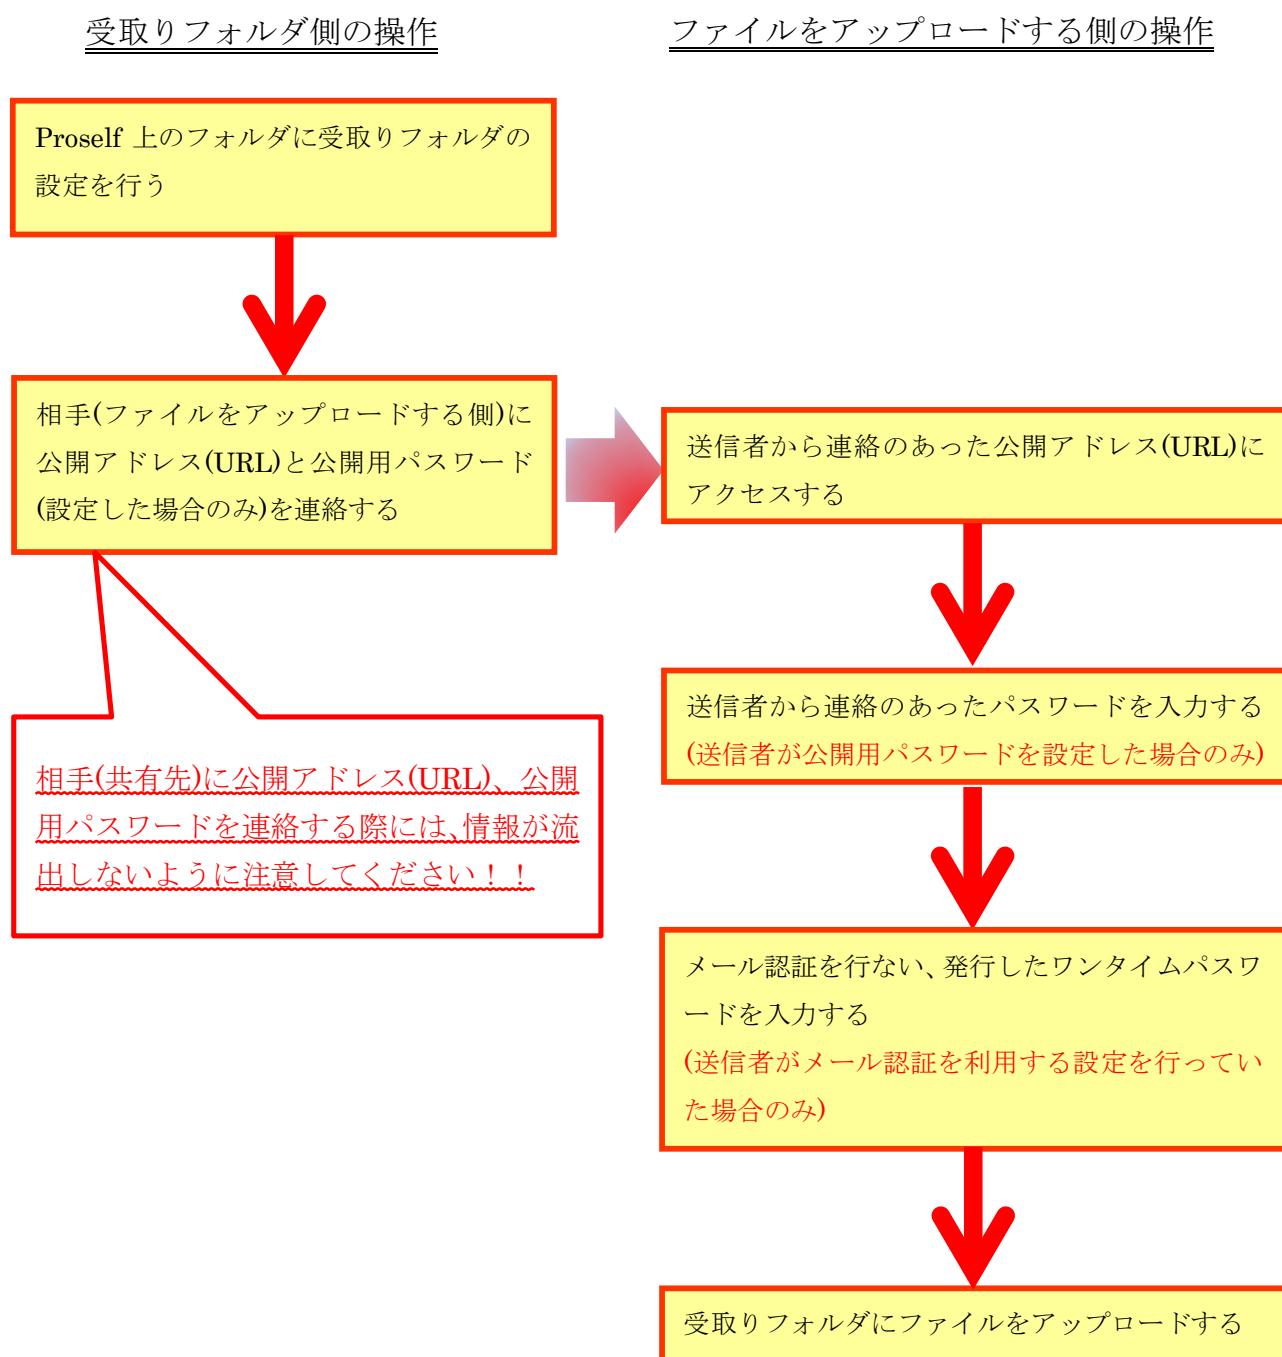 受取りフォルダ側の操作
ファイルをアップロードする側の操作
Proself 上のフォルダに受取りフォルダの
設定を行う
相手(ファイルをアップロードする側)に
公開アドレス(URL)と公開用パスワード
(設定した場合のみ)を連絡する
相手(共有先)に公開アドレス(URL)、公開
用パスワードを連絡する際には、情報が流
出しないように注意してください！！
送信者から連絡のあった公開アドレス(URL)に
アクセスする
送信者から連絡のあったパスワードを入力する
(送信者が公開用パスワードを設定した場合のみ)
メール認証を行ない、発行したワンタイムパスワ
ードを入力する
(送信者がメール認証を利用する設定を行ってい
た場合のみ)
受取りフォルダにファイルをアップロードする